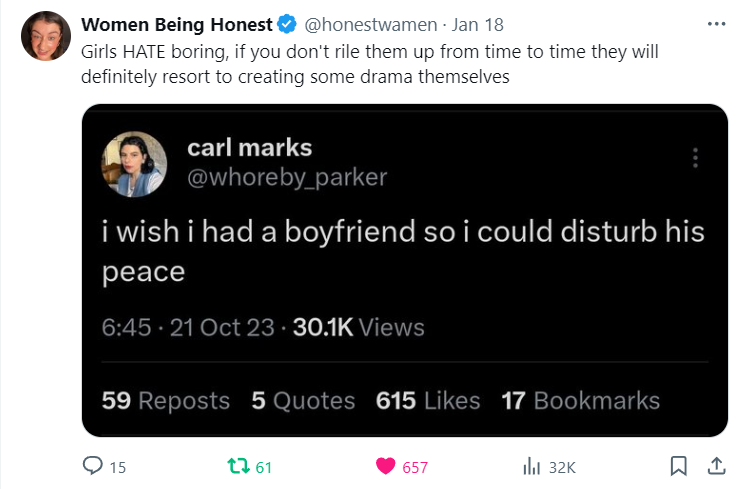 Women Being Honest @honestwamen · Jan 18
Girls HATE boring, if you don't rile them up from time to time they will
definitely resort to creating some drama themselves
carl marks
@whoreby_parker
i wish i had a boyfriend so i could disturb his
peace
6:45 · 21 Oct 23 · 30.1K Views
59 Reposts 5 Quotes 615 Likes 17 Bookmarks
15 61 657 32K